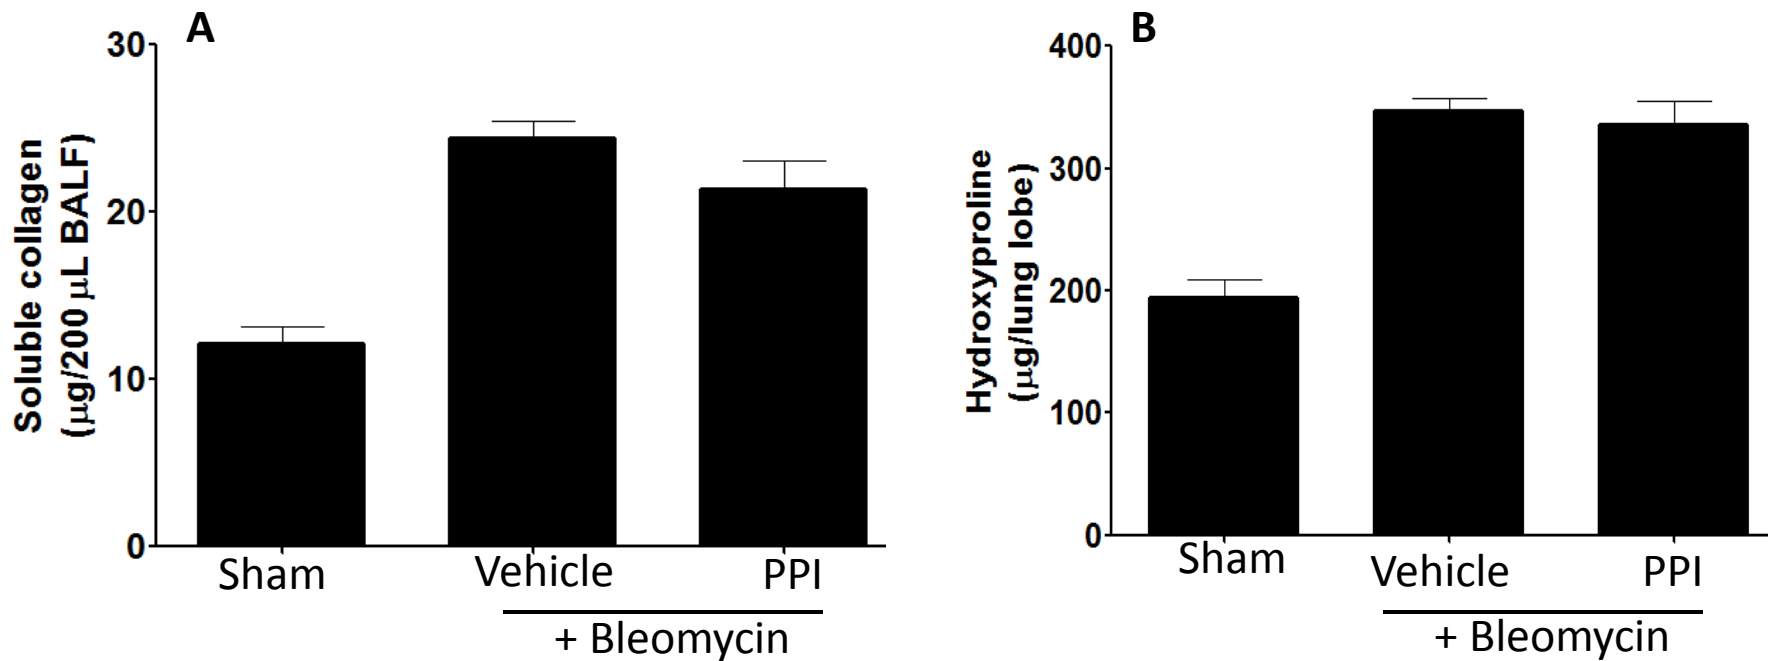 A
Soluble collagen
(µg/200 µL BALF)
30
20
10
0
Sham
Vehicle
PPI
+ Bleomycin
B
Hydroxyproline
(µg/lung lobe)
400
300
200
100
0
Sham
Vehicle
PPI
+ Bleomycin